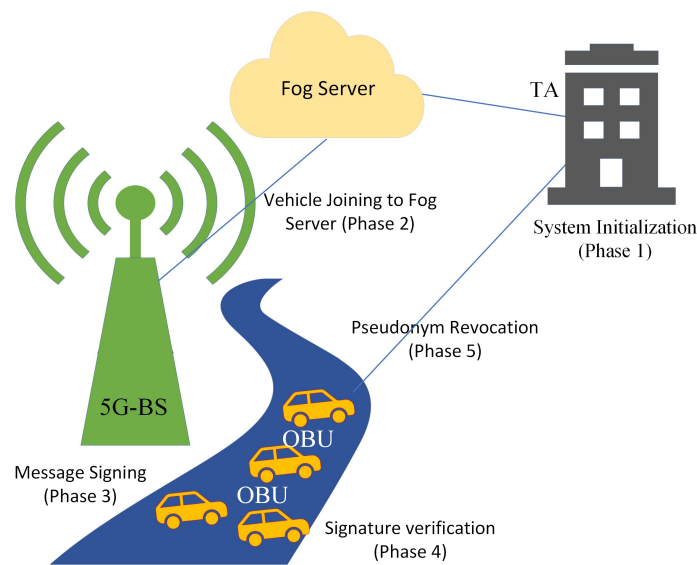 Fog Server
TA
Vehicle Joining to Fog
Server (Phase 2)
System Initialization
(Phase 1)
Pseudonym Revocation
(Phase 5)
5G-BS
OBU
Message Signing
(Phase 3)
OBU
Signature verification
(Phase 4)